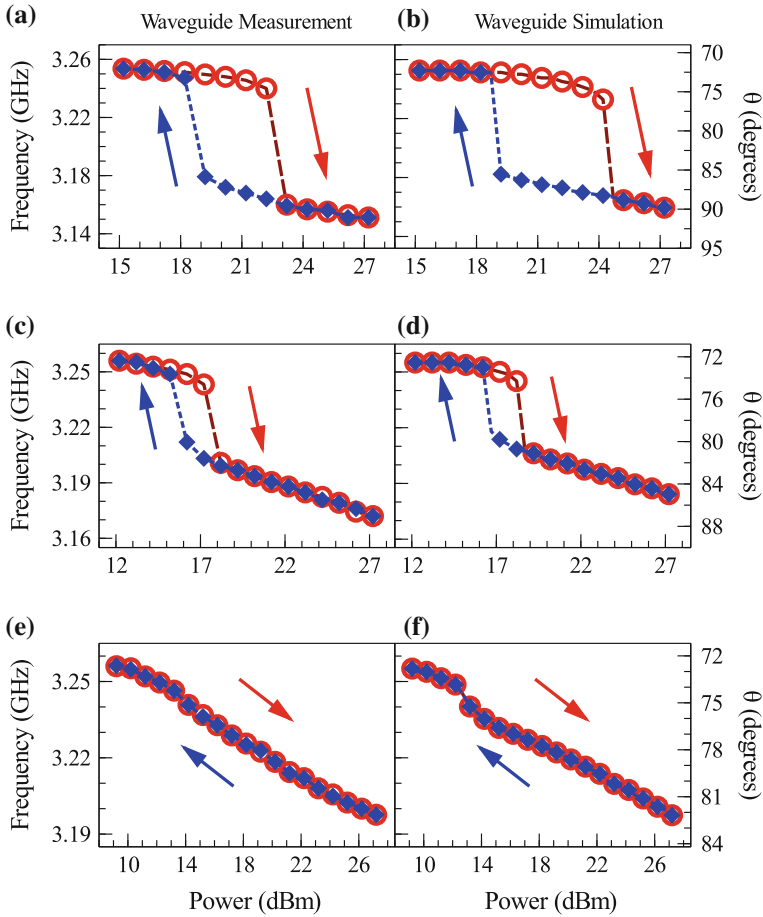 (a) Waveguide Measurement (b) Waveguide Simulation
Frequency (GHz)
3.26
3.22
3.18
3.14
70
75
80
85
90
95
θ (degrees)
15 18 21 24 27 15 18 21 24 27
(c) (d)
Frequency (GHz)
3.25
3.22
3.19
3.16
72
76
80
84
88
θ (degrees)
12 17 22 27 12 17 22 27
(e) (f)
Frequency (GHz)
3.25
3.22
3.19
72
75
78
81
84
θ (degrees)
10 14 18 22 26 10 14 18 22 26
Power (dBm) Power (dBm)